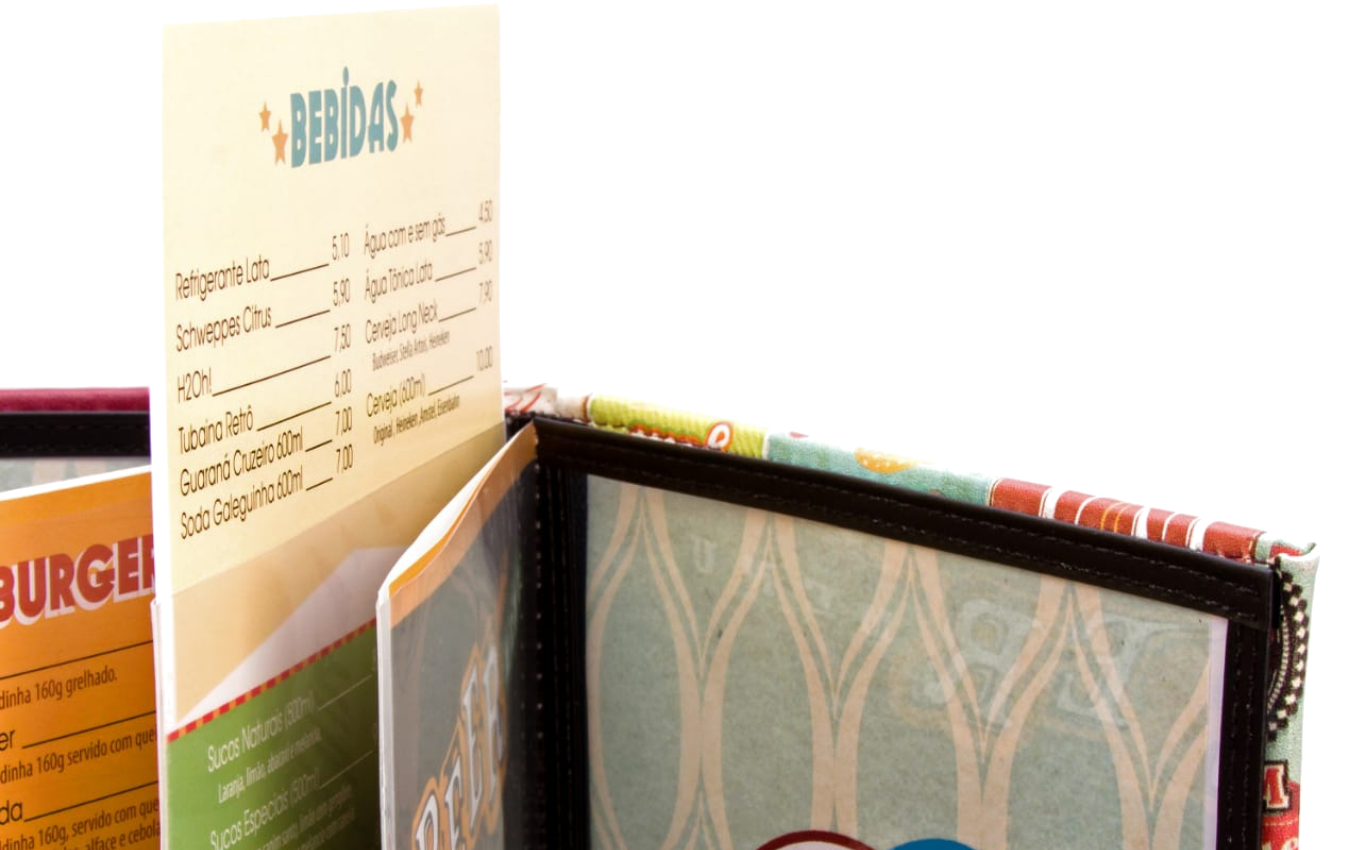 BEBIDAS
Refrigerante Lata 5,10
Schweppes Citrus 5,90
H2Oh! 7,50
Tubaina Retrô 6,00
Guaraná Cruzeiro 600ml 7,00
Soda Galeguinha 600ml 7,00
Água com e sem gás 4,50
Água Tônica Lata 5,90
Cerveja Long Neck 7,90
Budweiser, Stella Artois, Heineken
Cerveja (600ml) 10,00
Original, Heineken, Amstel, Eisenbahn
BURGER
dinha 160g grelhado.
er
dinha 160g servido com que
da
dinha 160g, servido com que
alface e cebola
Sucos Naturais (500ml)
Laranja, limão, abacaxi e melancia.
Sucos Especiais (500ml)